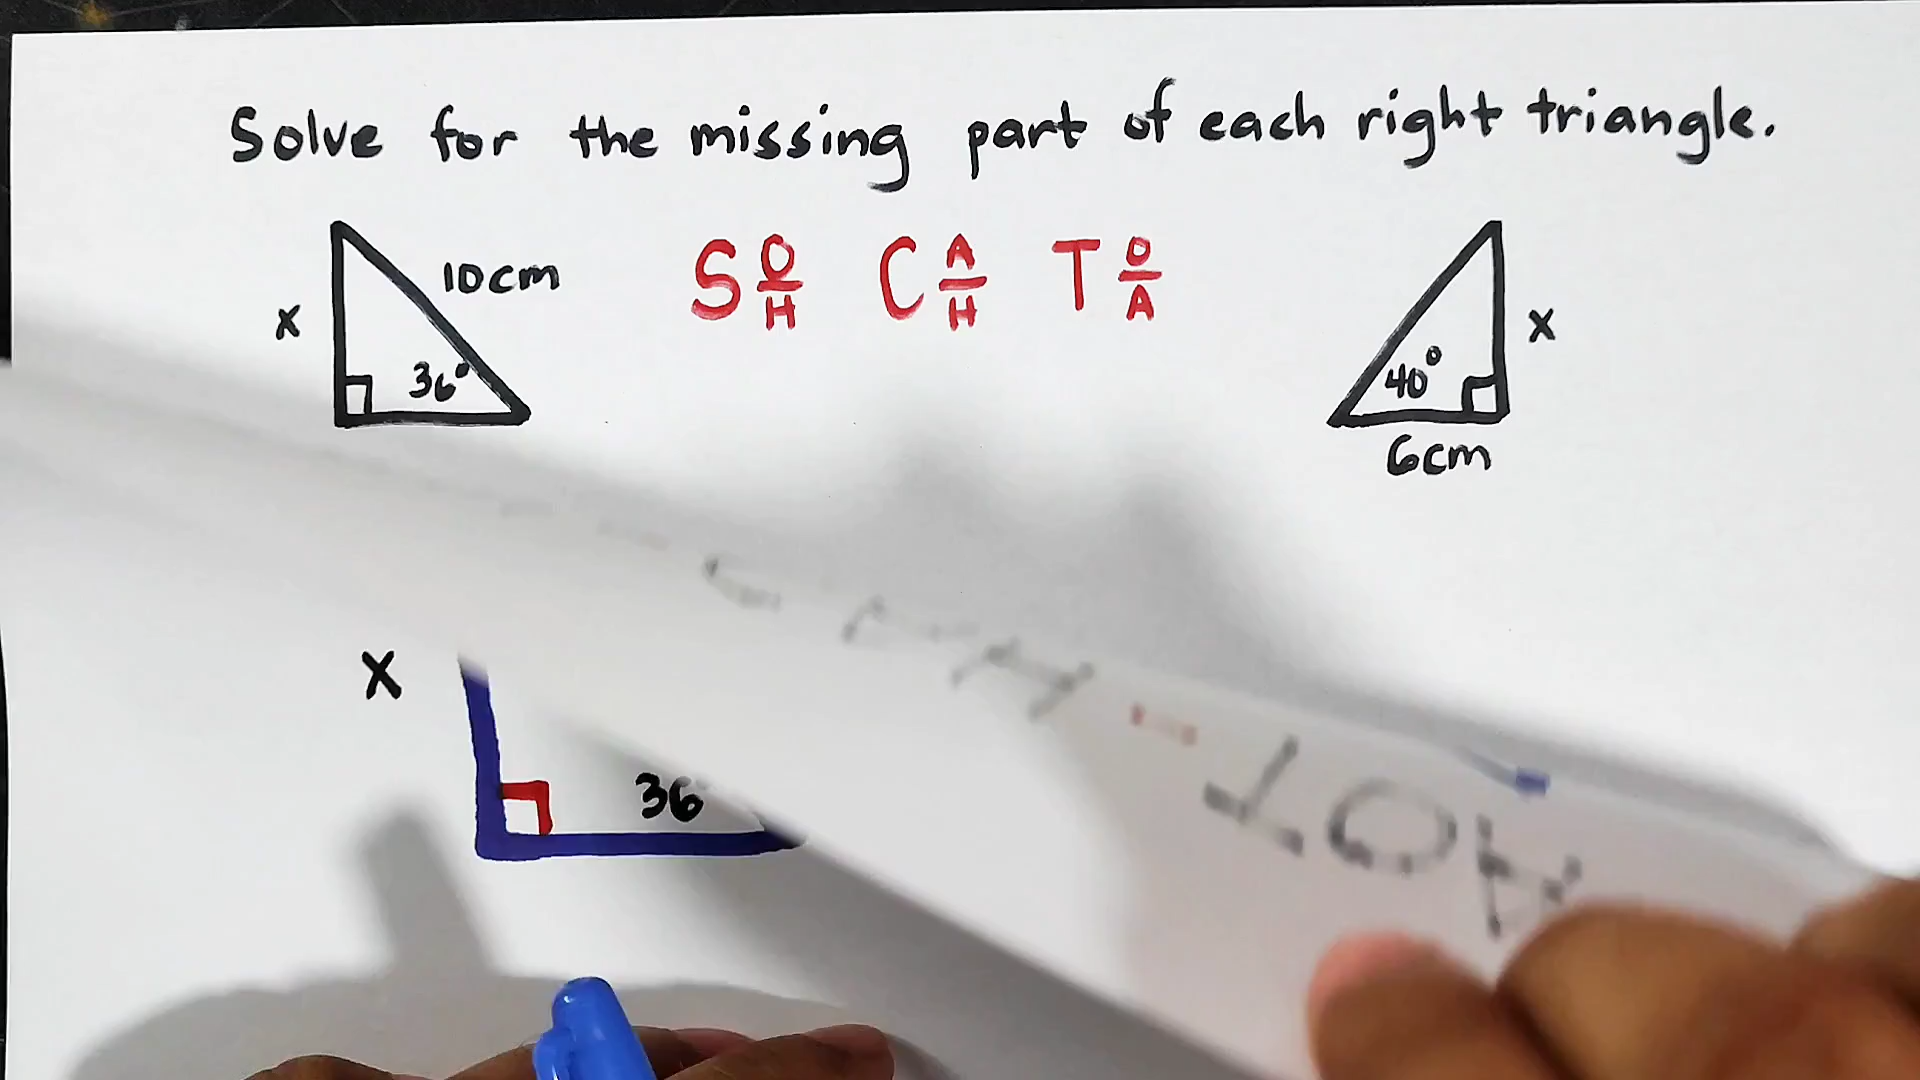 Solve for the missing part of each right triangle.
x 10cm 36°
S O/H C A/H T O/A
40° x
6cm
x
36°